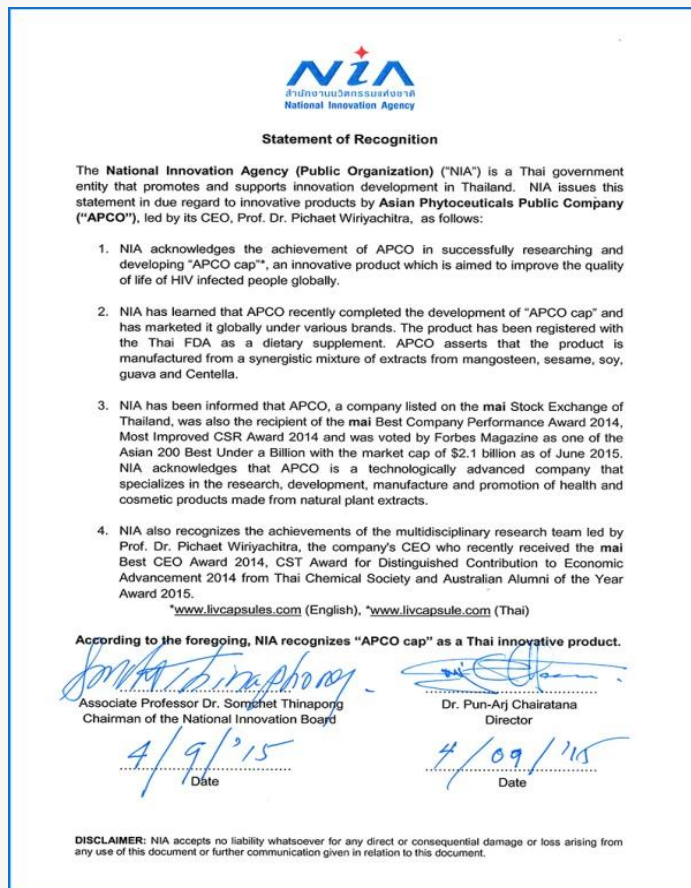 NiA
สำนักงานนวัตกรรมแห่งชาติ
National Innovation Agency
Statement of Recognition
The National Innovation Agency (Public Organization) ("NIA") is a Thai government
entity that promotes and supports innovation development in Thailand. NIA issues this
statement in due regard to innovative products by Asian Phytoceuticals Public Company
("APCO"), led by its CEO, Prof. Dr. Pichaet Wiriyachitra, as follows:
1. NIA acknowledges the achievement of APCO in successfully researching and
developing "APCO cap"*, an innovative product which is aimed to improve the quality
of life of HIV infected people globally.
2. NIA has learned that APCO recently completed the development of "APCO cap" and
has marketed it globally under various brands. The product has been registered with
the Thai FDA as a dietary supplement. APCO asserts that the product is
manufactured from a synergistic mixture of extracts from mangosteen, sesame, soy,
guava and Centella.
3. NIA has been informed that APCO, a company listed on the mai Stock Exchange of
Thailand, was also the recipient of the mai Best Company Performance Award 2014,
Most Improved CSR Award 2014 and was voted by Forbes Magazine as one of the
Asian 200 Best Under a Billion with the market cap of $2.1 billion as of June 2015.
NIA acknowledges that APCO is a technologically advanced company that
specializes in the research, development, manufacture and promotion of health and
cosmetic products made from natural plant extracts.
4. NIA also recognizes the achievements of the multidisciplinary research team led by
Prof. Dr. Pichaet Wiriyachitra, the company's CEO who recently received the mai
Best CEO Award 2014, CST Award for Distinguished Contribution to Economic
Advancement 2014 from Thai Chemical Society and Australian Alumni of the Year
Award 2015.
*www.livcapsules.com (English), *www.livcapsule.com (Thai)
According to the foregoing, NIA recognizes "APCO cap" as a Thai innovative product.
Associate Professor Dr. Somchet Thinapong
Chairman of the National Innovation Board
Dr. Pun-Arj Chairatana
Director
4/9/'15
Date
4/09/'15
Date
DISCLAIMER: NIA accepts no liability whatsoever for any direct or consequential damage or loss arising from
any use of this document or further communication given in relation to this document.